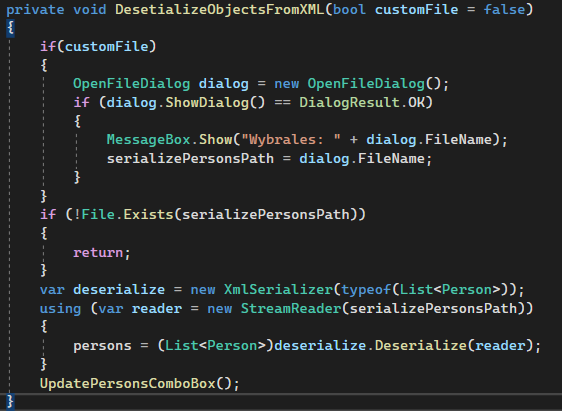 private void DesetializeObjectsFromXML(bool customFile = false)
{
if(customFile)
{
OpenFileDialog dialog = new OpenFileDialog();
if (dialog.ShowDialog() == DialogResult.OK)
{
MessageBox.Show("Wybrales: " + dialog.FileName);
serializePersonsPath = dialog.FileName;
}
}
if (!File.Exists(serializePersonsPath))
{
return;
}
var deserialize = new XmlSerializer(typeof(List<Person>));
using (var reader = new StreamReader(serializePersonsPath))
{
persons = (List<Person>)deserialize.Deserialize(reader);
}
UpdatePersonsComboBox();
}